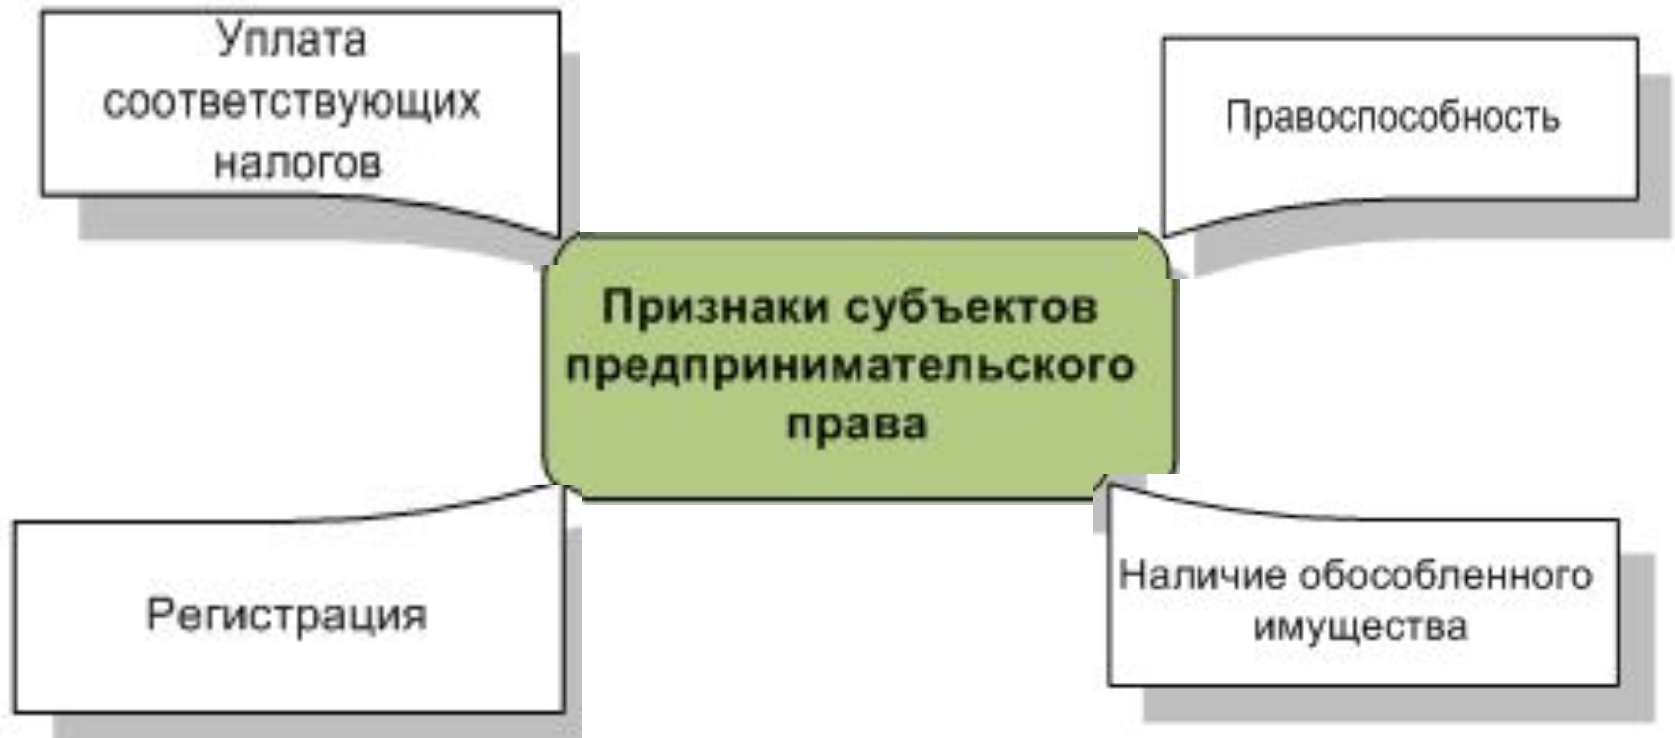 Уплата
соответствующих
налогов
Правоспособность
Признаки субъектов
предпринимательского
права
Регистрация
Наличие обособленного
имущества